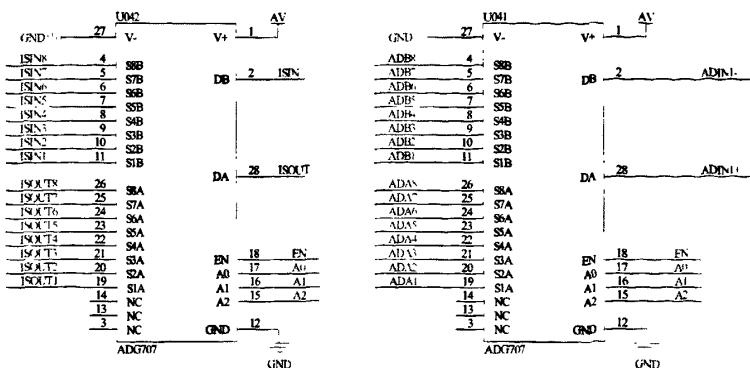 U042
GND 27 V- V+ 1 AV
ISIN8 4 S8B
ISIN7 5 S7B DB 2 ISIN
ISIN6 6 S6B
ISIN5 7 S5B
ISIN4 8 S4B
ISIN3 9 S3B
ISIN2 10 S2B
ISIN1 11 S1B
DA 28 ISOUT
ISOUT8 26 S8A
ISOUT7 25 S7A
ISOUT6 24 S6A
ISOUT5 23 S5A
ISOUT4 22 S4A
ISOUT3 21 S3A EN 18 EN
ISOUT2 20 S2A A0 17 A0
ISOUT1 19 S1A A1 16 A1
14 NC A2 15 A2
13 NC
3 NC GND 12
ADG707
GND
U041
GND 27 V- V+ 1 AV
ADB8 4 S8B
ADB7 5 S7B DB 2 ADIN1-
ADB6 6 S6B
ADB5 7 S5B
ADB4 8 S4B
ADB3 9 S3B
ADB2 10 S2B
ADB1 11 S1B
DA 28 ADIN1+
ADA8 26 S8A
ADA7 25 S7A
ADA6 24 S6A
ADA5 23 S5A
ADA4 22 S4A
ADA3 21 S3A EN 18 EN
ADA2 20 S2A A0 17 A0
ADA1 19 S1A A1 16 A1
14 NC A2 15 A2
13 NC
3 NC GND 12
ADG707
GND